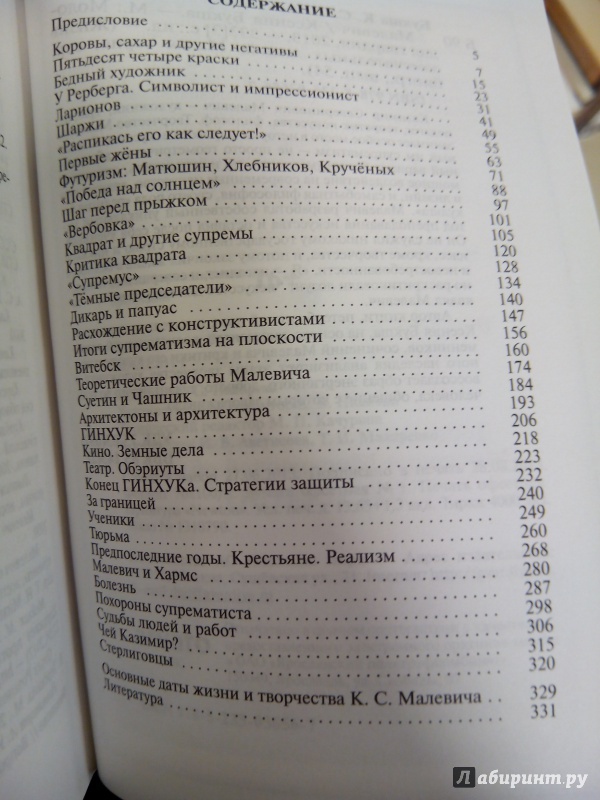 СОДЕРЖАНИЕ
Предисловие . . . 5
Коровы, сахар и другие негативы . . . 7
Пятьдесят четыре краски . . . 15
Бедный художник . . . 23
У Рерберга. Символист и импрессионист . . . 31
Ларионов . . . 41
Шаржи . . . 49
«Распикась его как следует!» . . . 55
Первые жёны . . . 63
Футуризм: Матюшин, Хлебников, Кручёных . . . 71
«Победа над солнцем» . . . 88
Шаг перед прыжком . . . 97
«Вербовка» . . . 101
Квадрат и другие супремы . . . 105
Критика квадрата . . . 120
«Супремус» . . . 128
«Тёмные председатели» . . . 134
Дикарь и папуас . . . 140
Расхождение с конструктивистами . . . 147
Итоги супрематизма на плоскости . . . 156
Витебск . . . 160
Теоретические работы Малевича . . . 174
Суетин и Чашник . . . 184
Архитектоны и архитектура . . . 193
ГИНХУК . . . 206
Кино. Земные дела . . . 218
Театр. Обэриуты . . . 223
Конец ГИНХУКа. Стратегии защиты . . . 232
За границей . . . 240
Ученики . . . 249
Тюрьма . . . 260
Предпоследние годы. Крестьяне. Реализм . . . 268
Малевич и Хармс . . . 280
Болезнь . . . 287
Похороны супрематиста . . . 298
Судьбы людей и работ . . . 306
Чей Казимир? . . . 315
Стерлиговцы . . . 320
Основные даты жизни и творчества К. С. Малевича . . 329
Литература . . . 331
2
ре-
Лабиринт.ру